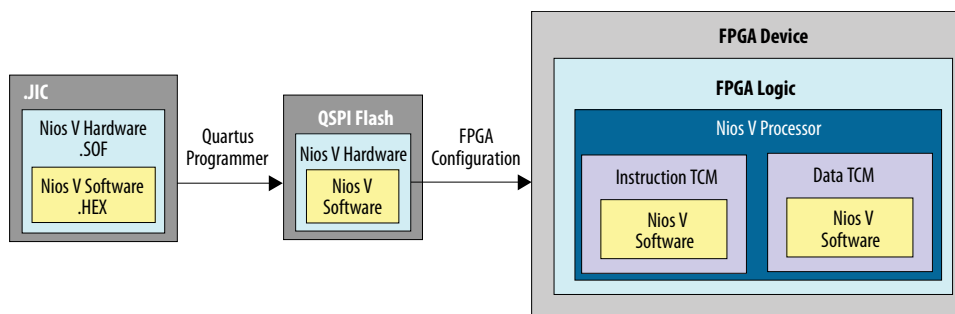 .JIC
Nios V Hardware
.SOF
Nios V Software
.HEX
Quartus
Programmer
QSPI Flash
Nios V Hardware
Nios V
Software
FPGA
Configuration
FPGA Device
FPGA Logic
Nios V Processor
Instruction TCM
Nios V
Software
Data TCM
Nios V
Software